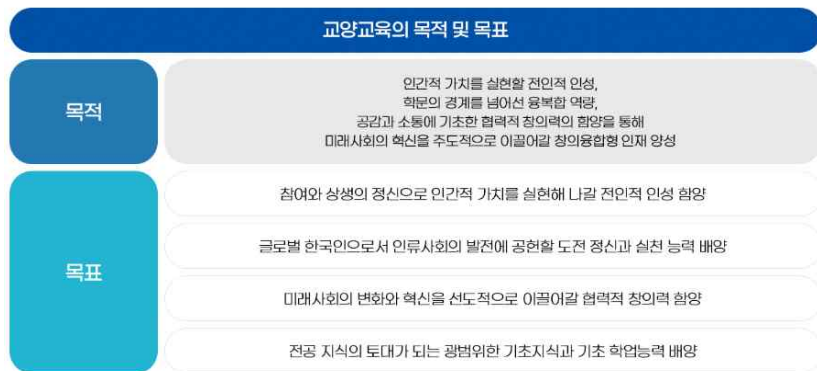 교양교육의 목적 및 목표
목적
인간적 가치를 실현할 전인적 인성,
학문의 경계를 넘어선 융복합 역량,
공감과 소통에 기초한 협력적 창의력의 함양을 통해
미래사회의 혁신을 주도적으로 이끌어갈 창의융합형 인재 양성
목표
참여와 상생의 정신으로 인간적 가치를 실현해 나갈 전인적 인성 함양
글로벌 한국인으로서 인류사회의 발전에 공헌할 도전 정신과 실천 능력 배양
미래사회의 변화와 혁신을 선도적으로 이끌어갈 협력적 창의력 함양
전공 지식의 토대가 되는 광범위한 기초지식과 기초 학업능력 배양